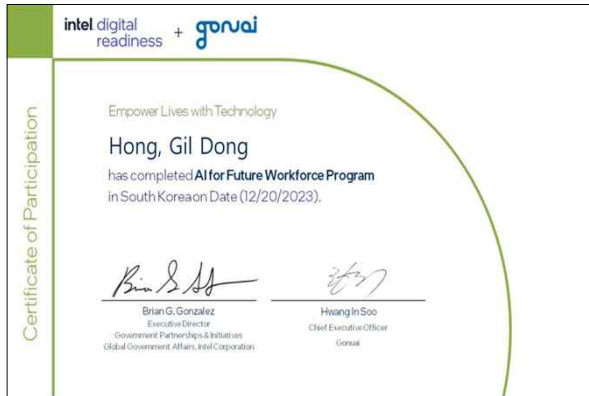 intel digital
readiness
+
gonuai
Certificate of Participation
Empower Lives with Technology
Hong, Gil Dong
has completed AI for Future Workforce Program
in South Korea on Date (12/20/2023).
Brian G. Gonzalez
Executive Director
Government Partnerships & Initiatives
Global Government Affairs, Intel Corporation
Hwang In Soo
Chief Executive Officer
Gonuai